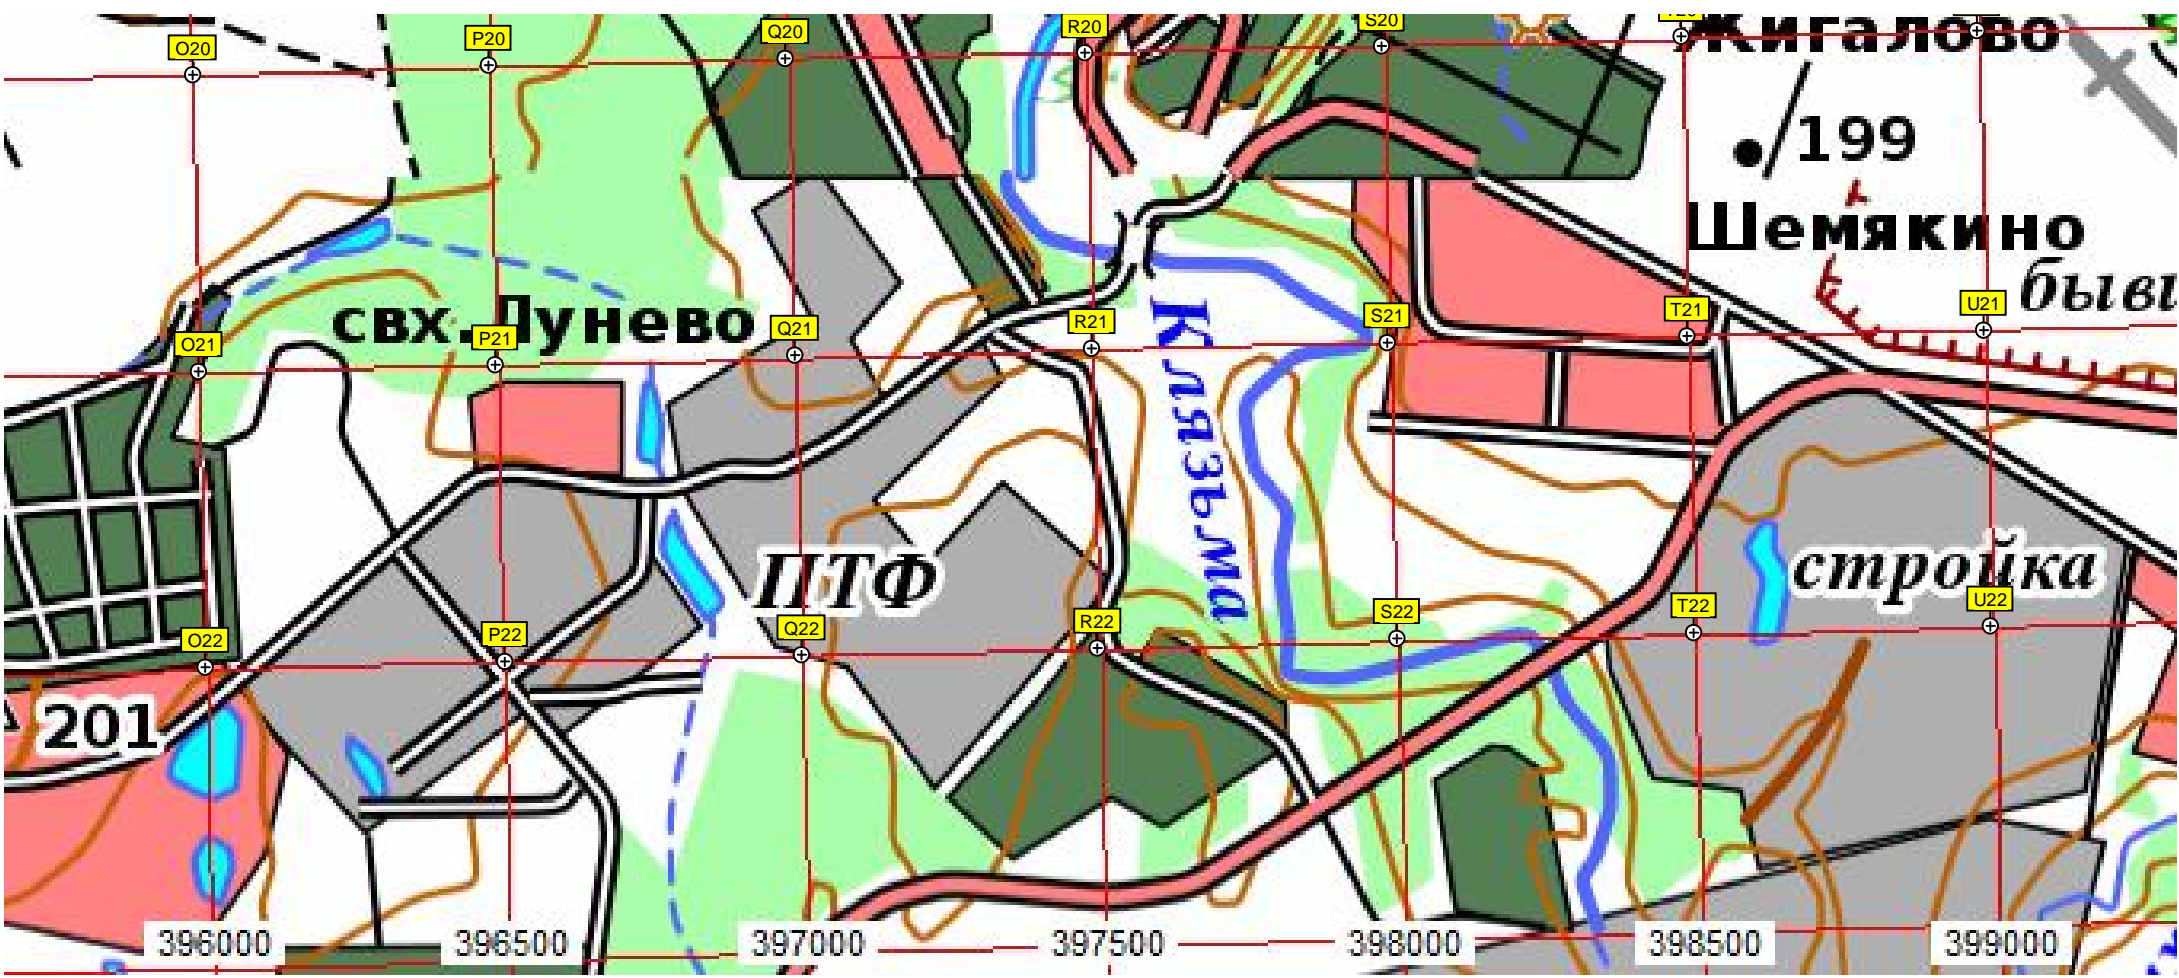 O20
P20
Q20
R20
S20
Жигалово
199
Шемякино
O21
P21
Q21
R21
S21
T21
U21
свх. Лунево
Клязьма
ПТФ
стройка
O22
P22
Q22
R22
S22
T22
U22
201
396000
396500
397000
397500
398000
398500
399000